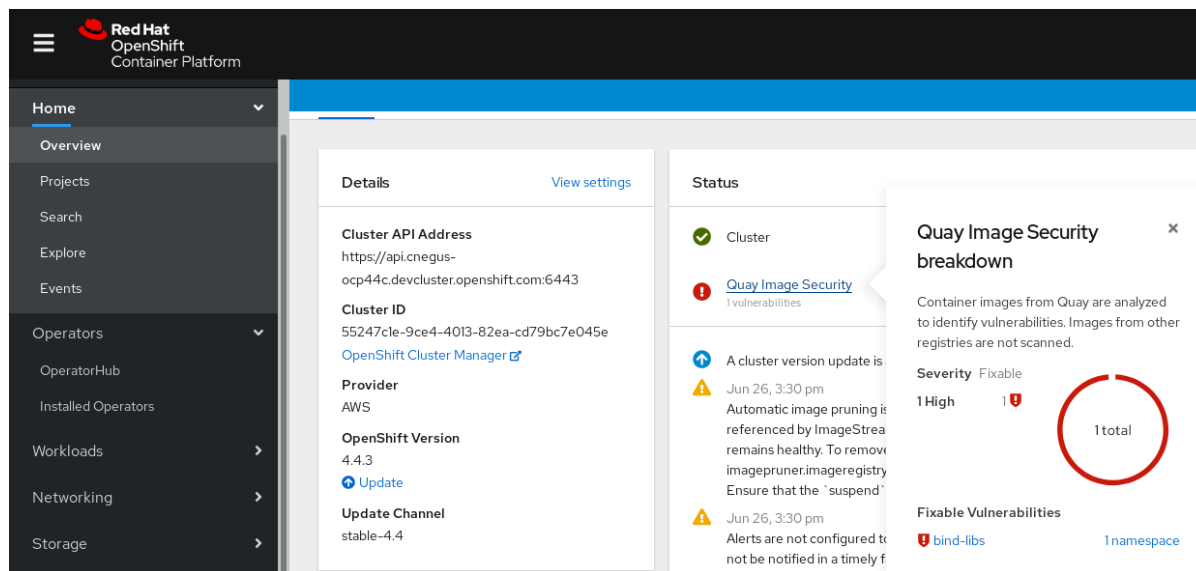 Red Hat
OpenShift
Container Platform
Home
Overview
Projects
Search
Explore
Events
Operators
OperatorHub
Installed Operators
Workloads
Networking
Storage
Details
View settings
Cluster API Address
https://api.cnegus-
ocp44c.devcluster.openshift.com:6443
Cluster ID
55247c1e-9ce4-4013-82ea-cd79bc7e045e
OpenShift Cluster Manager
Provider
AWS
OpenShift Version
4.4.3
Update
Update Channel
stable-4.4
Status
Cluster
Quay Image Security
1 vulnerabilities
A cluster version update is
Jun 26, 3:30 pm
Automatic image pruning is
referenced by ImageStrea
remains healthy. To remove
imagepruner.imageregistry
Ensure that the `suspend`
Jun 26, 3:30 pm
Alerts are not configured to
not be notified in a timely f
Quay Image Security
breakdown
Container images from Quay are analyzed
to identify vulnerabilities. Images from other
registries are not scanned.
Severity Fixable
1 High 1
1 total
Fixable Vulnerabilities
bind-libs 1 namespace